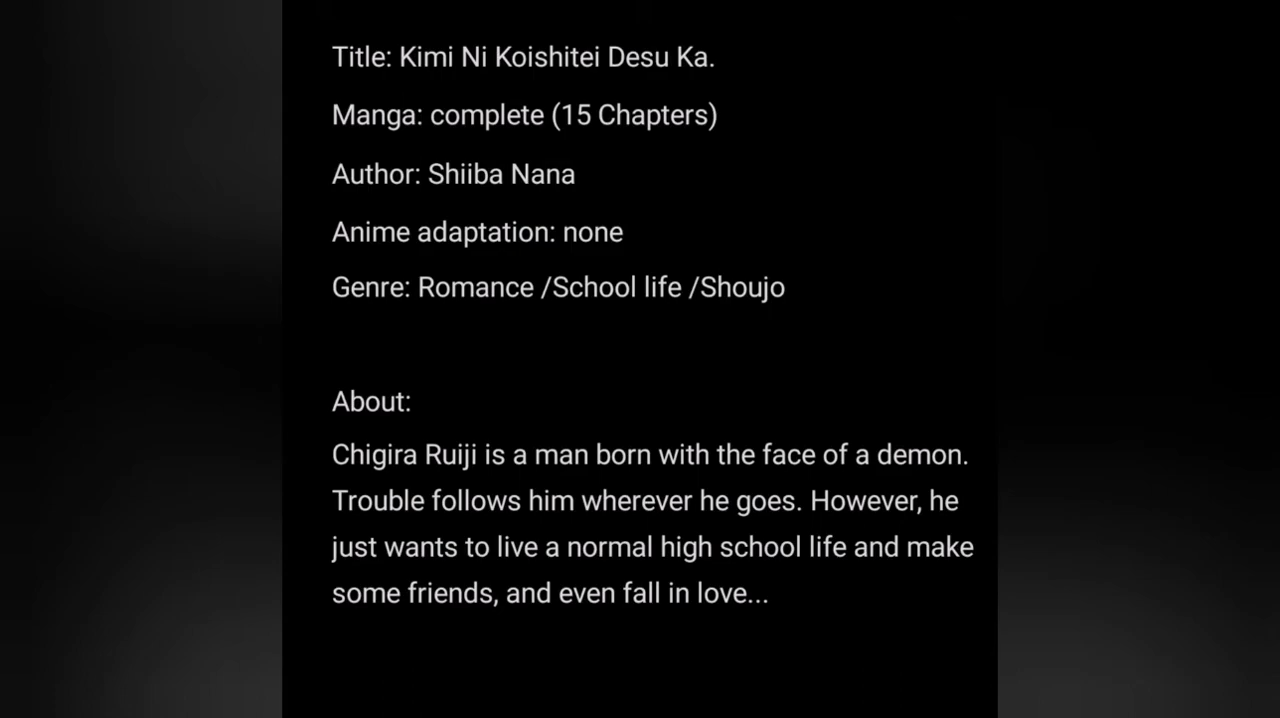 Title: Kimi Ni Koishitei Desu Ka.
Manga: complete (15 Chapters)
Author: Shiiba Nana
Anime adaptation: none
Genre: Romance /School life /Shoujo
About:
Chigira Ruiji is a man born with the face of a demon.
Trouble follows him wherever he goes. However, he
just wants to live a normal high school life and make
some friends, and even fall in love...